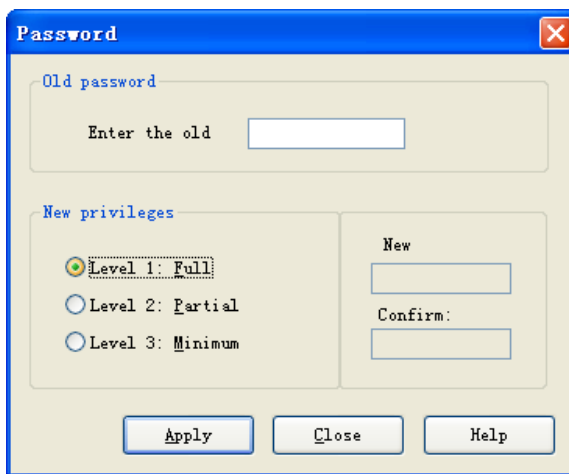 Password
Old password
Enter the old
New privileges
Level 1: Full
Level 2: Partial
Level 3: Minimum
New
Confirm:
Apply
Close
Help